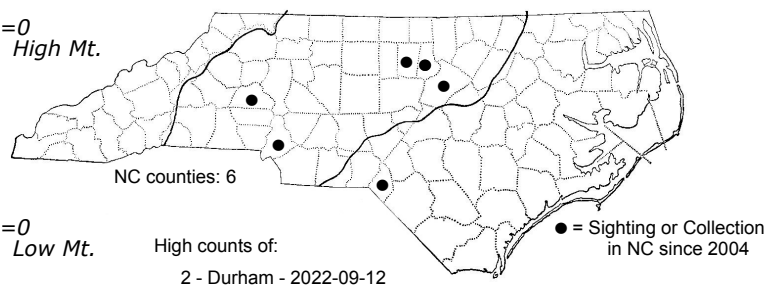 =0
High Mt.
NC counties: 6
=0
Low Mt.
High counts of:
2 - Durham - 2022-09-12
● = Sighting or Collection
in NC since 2004